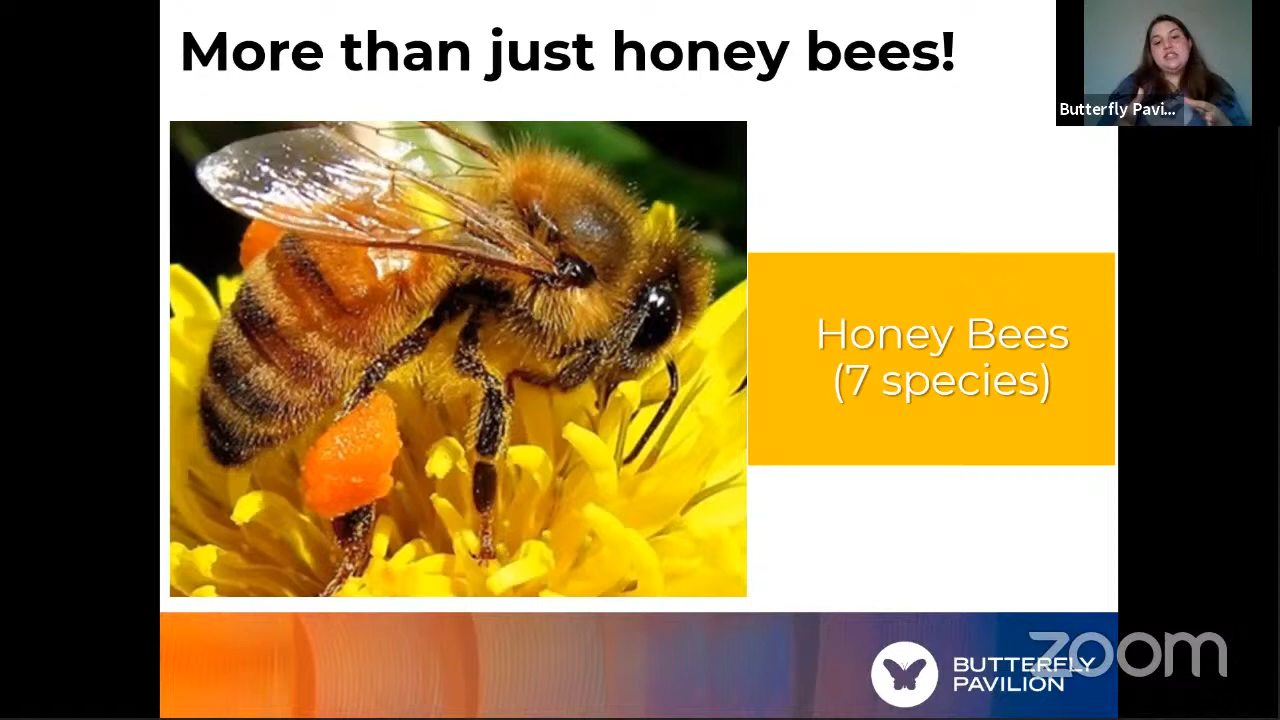 More than just honey bees!
Butterfly Pavi...
Honey Bees
(7 species)
BUTTERFLY
PAVILION
zoom